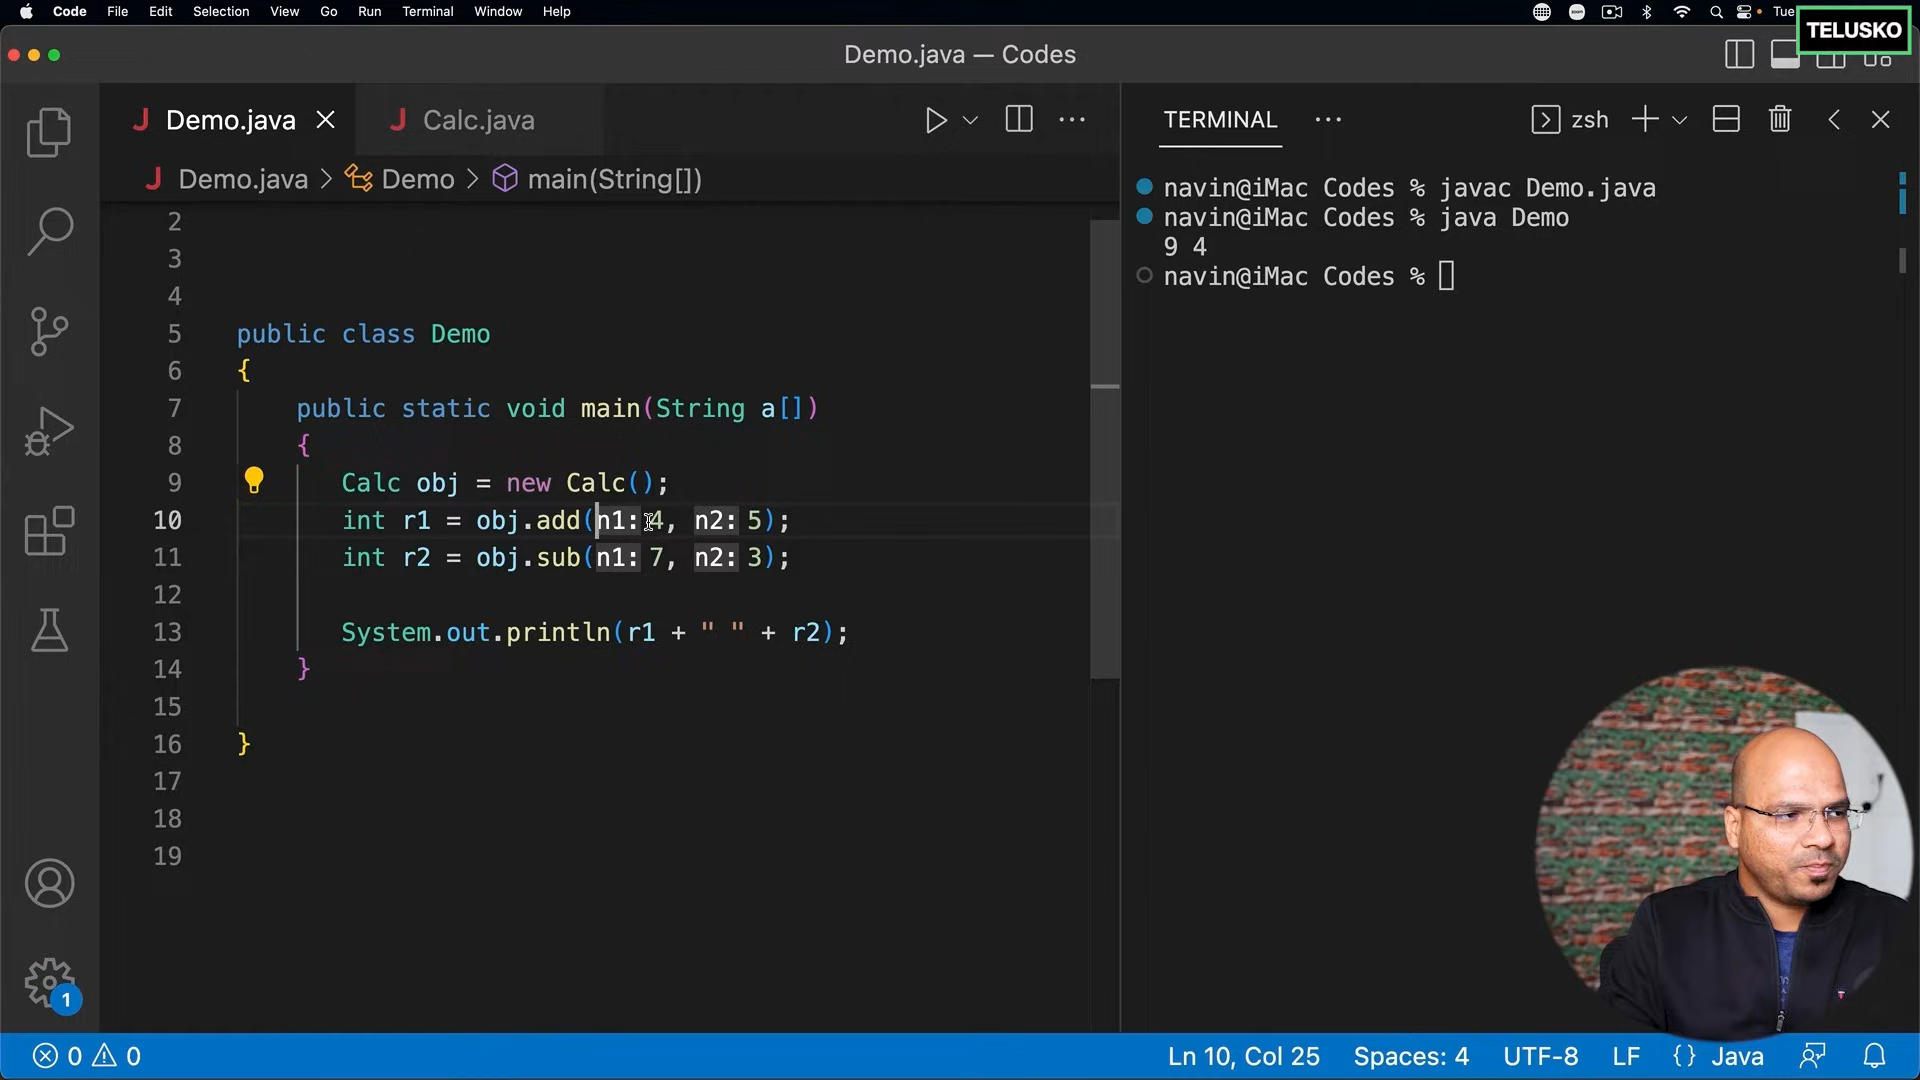 Code File Edit Selection View Go Run Terminal Window Help
Tue
TELUSKO
Demo.java — Codes
Demo.java
Calc.java
Demo.java > Demo > main(String[])
2
3
4
5 public class Demo
6 {
7 public static void main(String a[])
8 {
9 Calc obj = new Calc();
10 int r1 = obj.add(n1: 4, n2: 5);
11 int r2 = obj.sub(n1: 7, n2: 3);
12
13 System.out.println(r1 + " " + r2);
14 }
15
16 }
17
18
19
TERMINAL
zsh
navin@iMac Codes % javac Demo.java
navin@iMac Codes % java Demo
9 4
navin@iMac Codes %
1
0 0
Ln 10, Col 25 Spaces: 4 UTF-8 LF {} Java